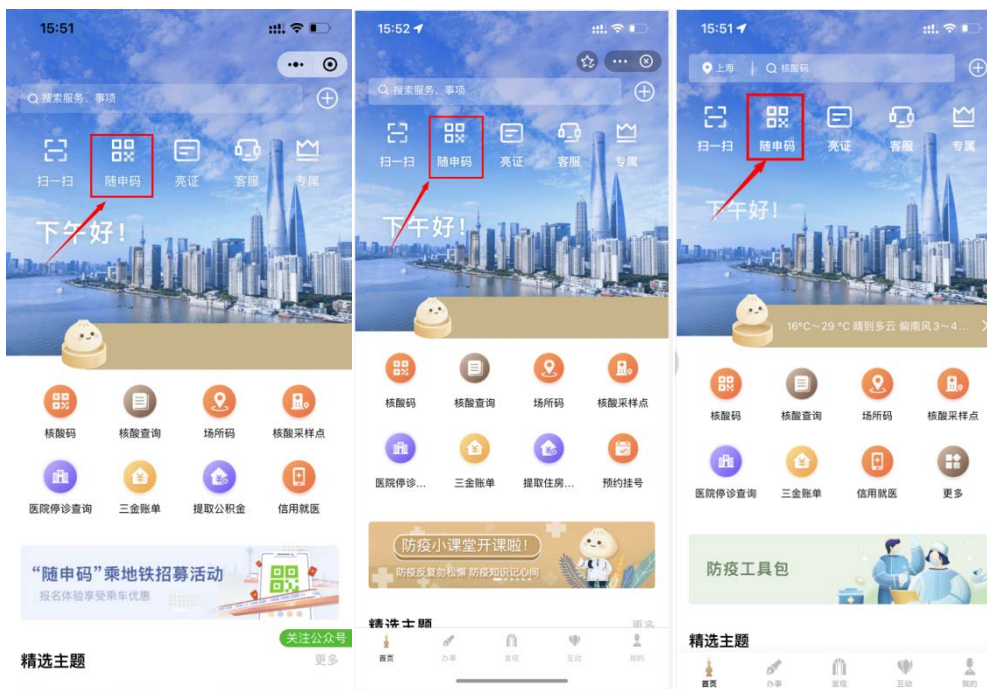 15:51
搜索服务、事项
扫一扫 随申码 亮证 客服 专属
下午好!
核酸码 核酸查询 场所码 核酸采样点
医院停诊查询 三金账单 提取公积金 信用就医
“随申码”乘地铁招募活动
报名体验享受乘车优惠
关注公众号
精选主题 更多
15:52
搜索服务、事项
扫一扫 随申码 亮证 客服 专属
下午好!
核酸码 核酸查询 场所码 核酸采样点
医院停诊... 三金账单 提取住房... 预约挂号
防疫小课堂开课啦!
防疫反复勿松懈 防疫知识记心间
精选主题 更多
首页 办事 发现 互动 我的
15:51
上海 核酸码
扫一扫 随申码 亮证 客服 专属
下午好!
16°C~29 °C 晴到多云 偏南风3~4...
核酸码 核酸查询 场所码 核酸采样点
医院停诊查询 三金账单 信用就医 更多
防疫工具包
精选主题
首页 办事 发现 互动 我的